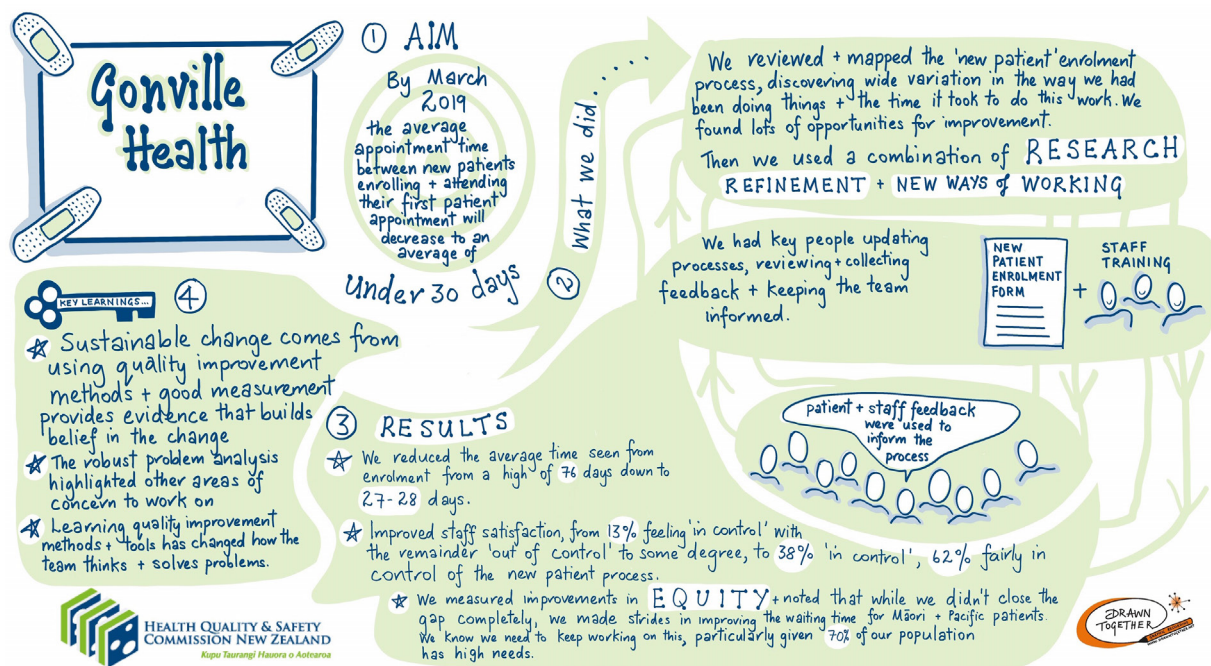 Gonville
Health
① AIM
By March
2019
the average
appointment time
between new patients
enrolling + attending
their first patient
appointment will
decrease to an
average of
under 30 days
② What we did.....
We reviewed + mapped the 'new patient' enrolment
process, discovering wide variation in the way we had
been doing things + the time it took to do this work. We
found lots of opportunities for improvement.
Then we used a combination of RESEARCH
REFINEMENT + NEW WAYS of WORKING
We had key people updating
processes, reviewing + collecting
feedback + keeping the team
informed.
NEW
PATIENT
ENROLMENT
FORM
+
STAFF
TRAINING
patient + staff feedback
were used to
inform the
process
③ RESULTS
We reduced the average time seen from
enrolment from a high of 76 days down to
27-28 days.
Improved staff satisfaction, from 13% feeling 'in control' with
the remainder 'out of control' to some degree, to 38% 'in control', 62% fairly in
control of the new patient process.
We measured improvements in EQUITY + noted that while we didn't close the
gap completely, we made strides in improving the waiting time for Māori + Pacific patients.
We know we need to keep working on this, particularly given 70% of our population
has high needs.
KEY LEARNINGS... ④
Sustainable change comes from
using quality improvement
methods + good measurement
provides evidence that builds
belief in the change
The robust problem analysis
highlighted other areas of
concern to work on
Learning quality improvement
methods + tools has changed how the
team thinks + solves problems.
HEALTH QUALITY & SAFETY
COMMISSION NEW ZEALAND
Kupu Taurangi Hauora o Aotearoa
DRAWN
TOGETHER